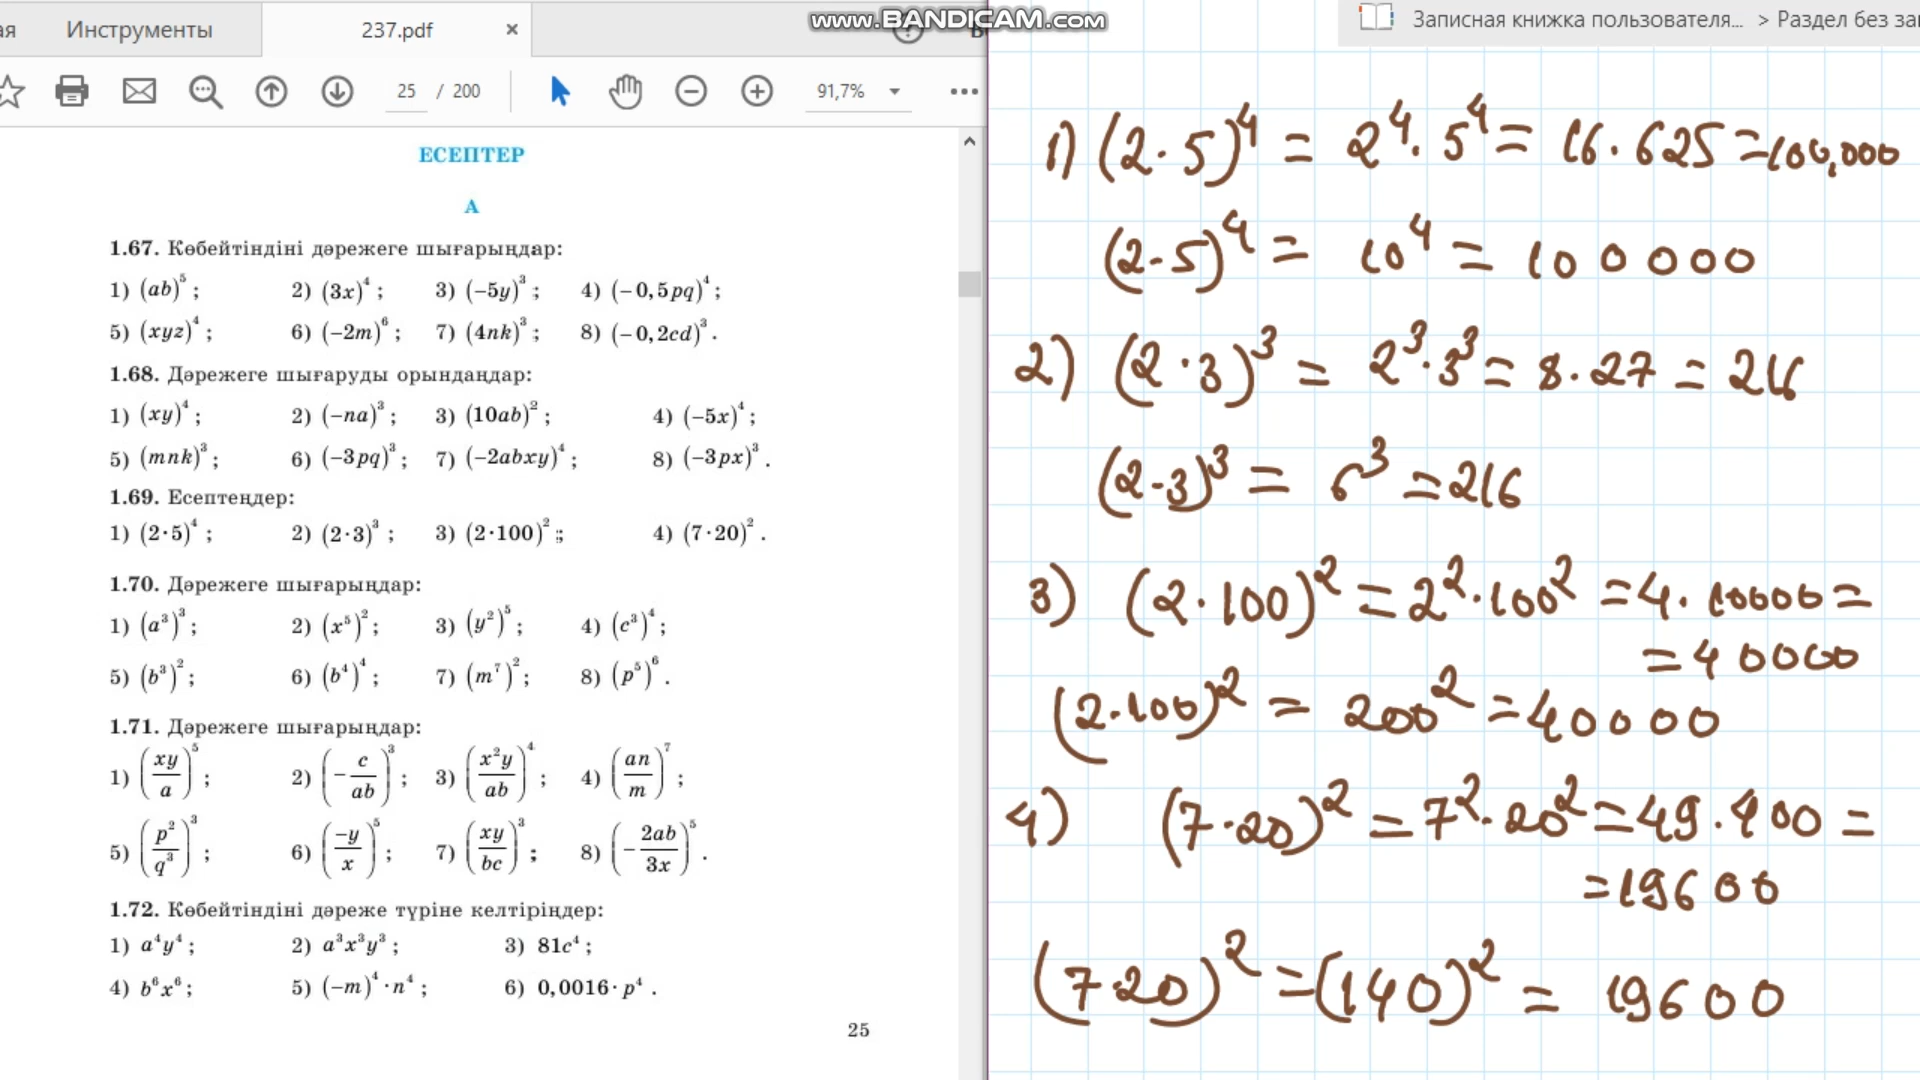 www.BANDICAM.com
ая Инструменты 237.pdf ×
25 / 200 91,7%
Записная книжка пользователя... > Раздел без за
ЕСЕПТЕР
А
1.67. Көбейтіндіні дәрежеге шығарыңдар:
1) (ab)⁵ ; 2) (3x)⁴ ; 3) (−5y)³ ; 4) (−0,5pq)⁴ ;
5) (xyz)⁴ ; 6) (−2m)⁶ ; 7) (4nk)³ ; 8) (−0,2cd)³ .
1.68. Дәрежеге шығаруды орындаңдар:
1) (xy)⁴ ; 2) (−na)³ ; 3) (10ab)² ; 4) (−5x)⁴ ;
5) (mnk)³ ; 6) (−3pq)³ ; 7) (−2abxy)⁴ ; 8) (−3px)³ .
1.69. Есептеңдер:
1) (2·5)⁴ ; 2) (2·3)³ ; 3) (2·100)² ; 4) (7·20)² .
1.70. Дәрежеге шығарыңдар:
1) (a³)³ ; 2) (x⁵)² ; 3) (y²)⁵ ; 4) (c³)⁴ ;
5) (b³)² ; 6) (b⁴)⁴ ; 7) (m⁷)² ; 8) (p⁵)⁶ .
1.71. Дәрежеге шығарыңдар:
1) (xy/a)⁵ ; 2) (−c/ab)³ ; 3) (x²y/ab)⁴ ; 4) (an/m)⁷ ;
5) (p²/q³)³ ; 6) (−y/x)⁵ ; 7) (xy/bc)³ ; 8) (−2ab/3x)⁵ .
1.72. Көбейтіндіні дәреже түріне келтіріңдер:
1) a⁴y⁴ ; 2) a³x³y³ ; 3) 81c⁴ ;
4) b⁶x⁶ ; 5) (−m)⁴·n⁴ ; 6) 0,0016·p⁴ .
25
1) (2·5)⁴ = 2⁴·5⁴ = 16·625 = 100,000
(2·5)⁴ = 10⁴ = 100000
2) (2·3)³ = 2³·3³ = 8·27 = 216
(2·3)³ = 6³ = 216
3) (2·100)² = 2²·100² = 4·10000 =
= 40000
(2·100)² = 200² = 40000
4) (7·20)² = 7²·20² = 49·400 =
= 19600
(7·20)² = (140)² = 19600